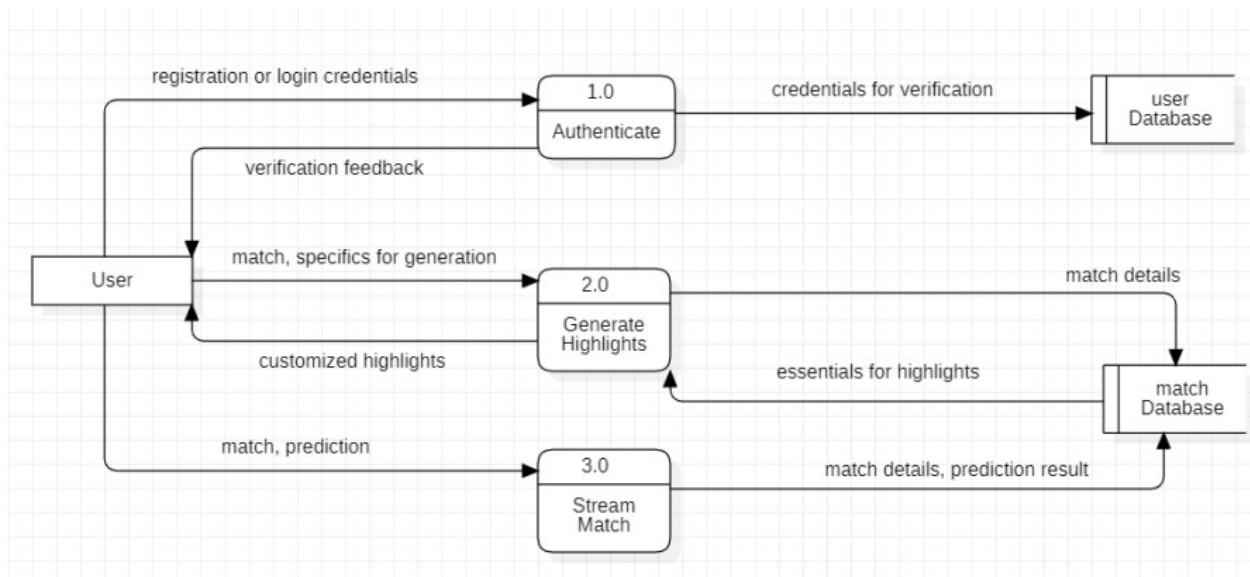 registration or login credentials
1.0
Authenticate
credentials for verification
user
Database
verification feedback
User
match, specifics for generation
2.0
Generate
Highlights
match details
customized highlights
essentials for highlights
match
Database
match, prediction
3.0
Stream
Match
match details, prediction result